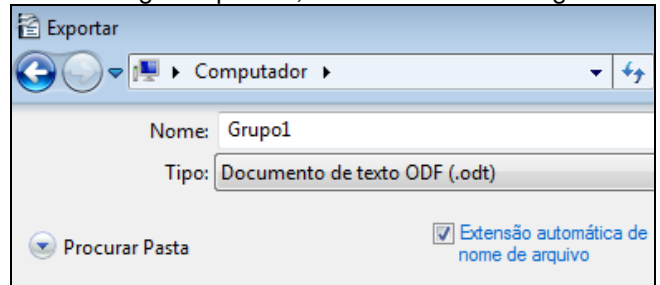 Exportar
Computador
Nome: Grupo1
Tipo: Documento de texto ODF (.odt)
Procurar Pasta
Extensão automática de
nome de arquivo